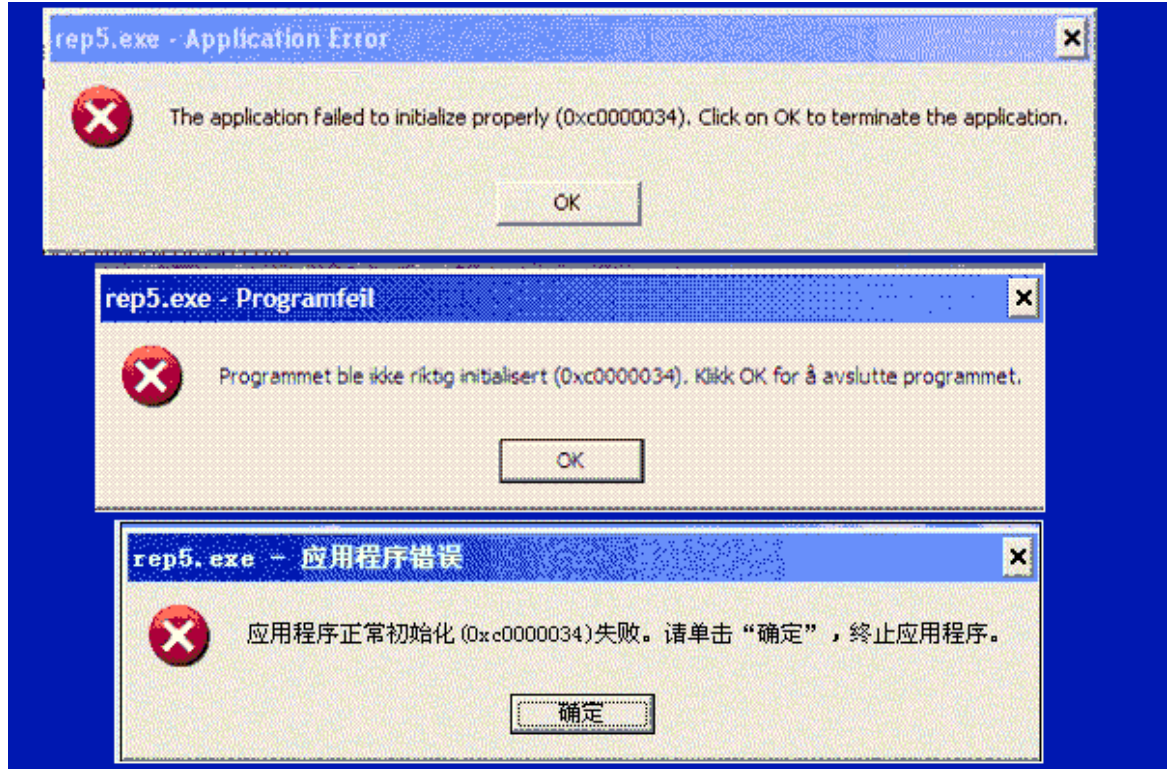 rep5.exe - Application Error
The application failed to initialize properly (0xc0000034). Click on OK to terminate the application.
OK
rep5.exe - Programfeil
Programmet ble ikke riktig initialisert (0xc0000034). Klikk OK for å avslutte programmet.
OK
rep5.exe - 应用程序错误
应用程序正常初始化(0xc0000034)失败。请单击“确定”，终止应用程序。
确定